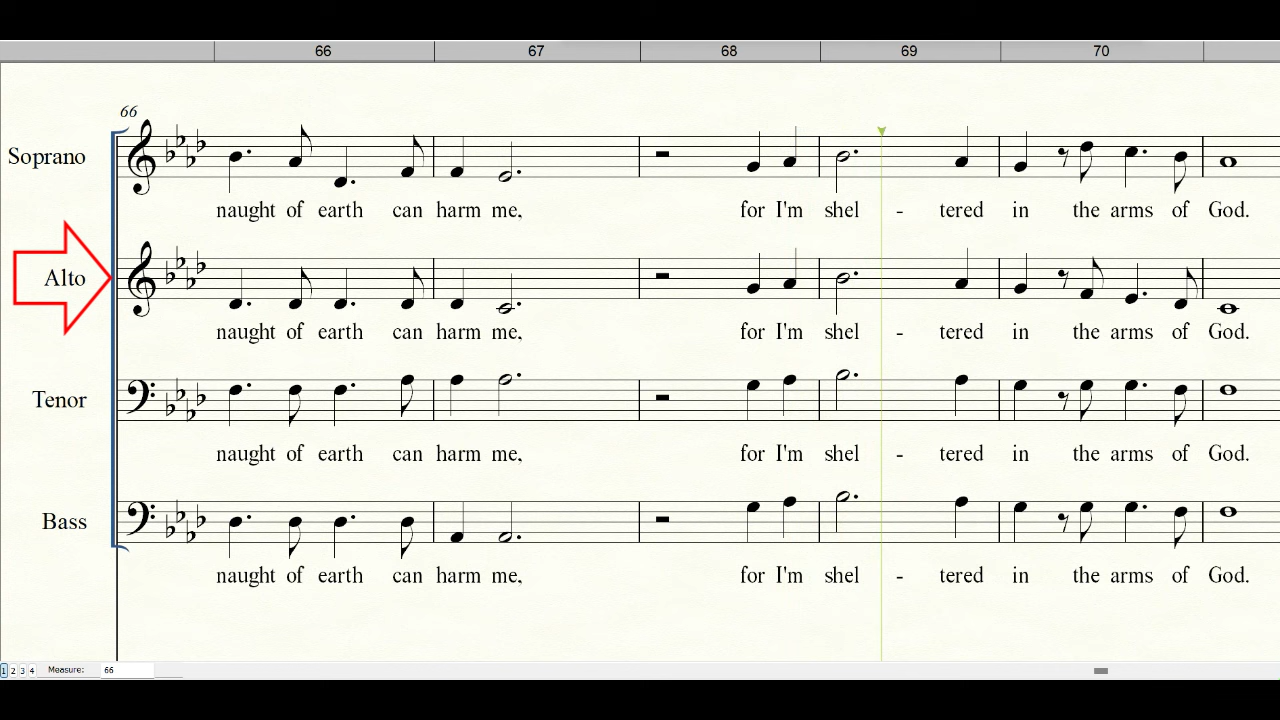 66 67 68 69 70
66
Soprano
naught of earth can harm me, for I'm shel - tered in the arms of God.
Alto
naught of earth can harm me, for I'm shel - tered in the arms of God.
Tenor
naught of earth can harm me, for I'm shel - tered in the arms of God.
Bass
naught of earth can harm me, for I'm shel - tered in the arms of God.
1 2 3 4 Measure: 66